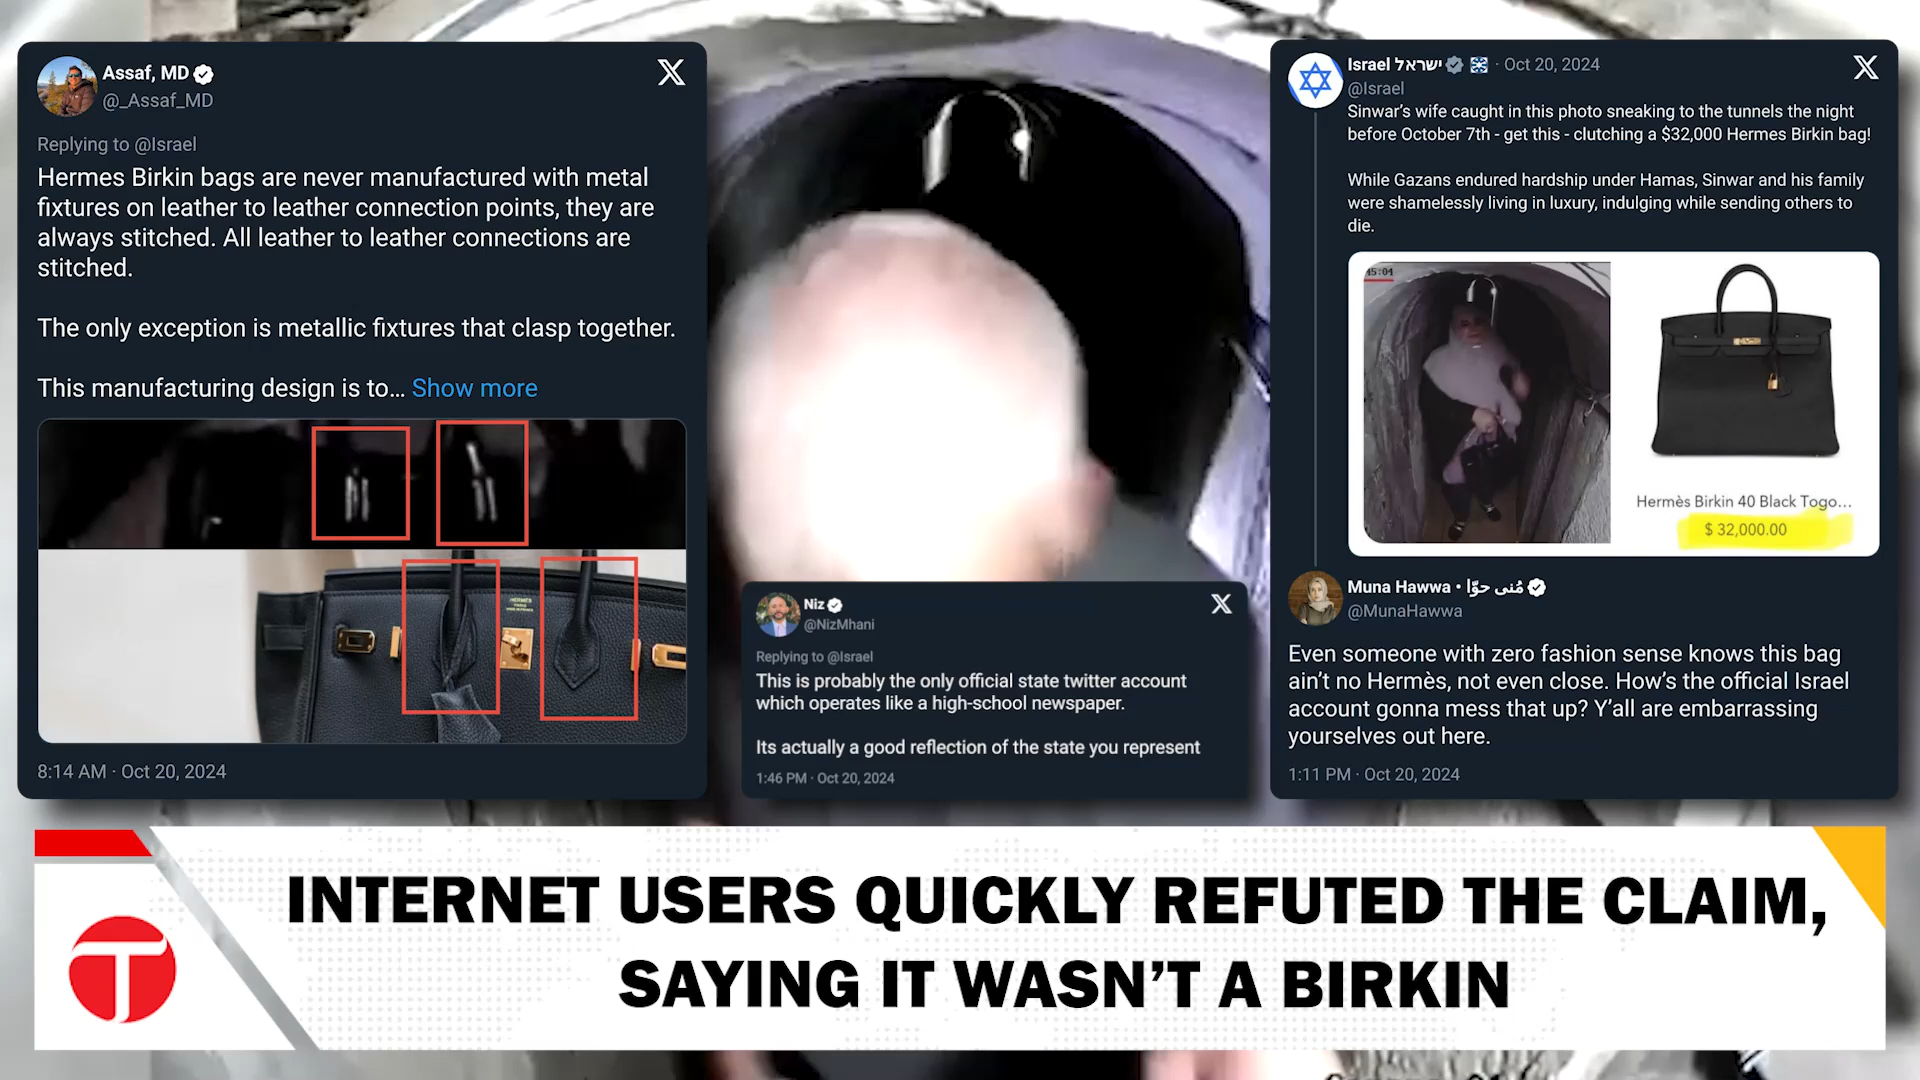 Assaf, MD
@_Assaf_MD
Replying to @Israel
Hermes Birkin bags are never manufactured with metal
fixtures on leather to leather connection points, they are
always stitched. All leather to leather connections are
stitched.
The only exception is metallic fixtures that clasp together.
This manufacturing design is to... Show more
HERMES
8:14 AM · Oct 20, 2024
Niz
@NizMhani
Replying to @Israel
This is probably the only official state twitter account
which operates like a high-school newspaper.
Its actually a good reflection of the state you represent
1:46 PM · Oct 20, 2024
Israel ישראל · Oct 20, 2024
@Israel
Sinwar's wife caught in this photo sneaking to the tunnels the night
before October 7th - get this - clutching a $32,000 Hermes Birkin bag!
While Gazans endured hardship under Hamas, Sinwar and his family
were shamelessly living in luxury, indulging while sending others to
die.
45:04
Hermès Birkin 40 Black Togo...
$ 32,000.00
Muna Hawwa • مُنى حوّا
@MunaHawwa
Even someone with zero fashion sense knows this bag
ain't no Hermès, not even close. How's the official Israel
account gonna mess that up? Y'all are embarrassing
yourselves out here.
1:11 PM · Oct 20, 2024
INTERNET USERS QUICKLY REFUTED THE CLAIM,
SAYING IT WASN'T A BIRKIN